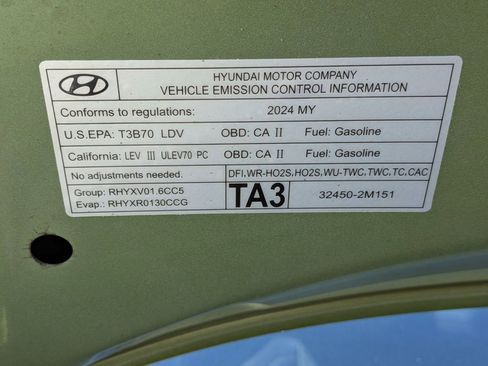 HYUNDAI MOTOR COMPANY
VEHICLE EMISSION CONTROL INFORMATION
Conforms to regulations: 2024 MY
U.S.EPA: T3B70 LDV OBD: CA II Fuel: Gasoline
California: LEV III ULEV70 PC OBD: CA II Fuel: Gasoline
No adjustments needed. DFI,WR-HO2S,HO2S,WU-TWC,TWC,TC,CAC
Group: RHYXV01.6CC5
Evap.: RHYXR0130CCG
TA3 32450-2M151